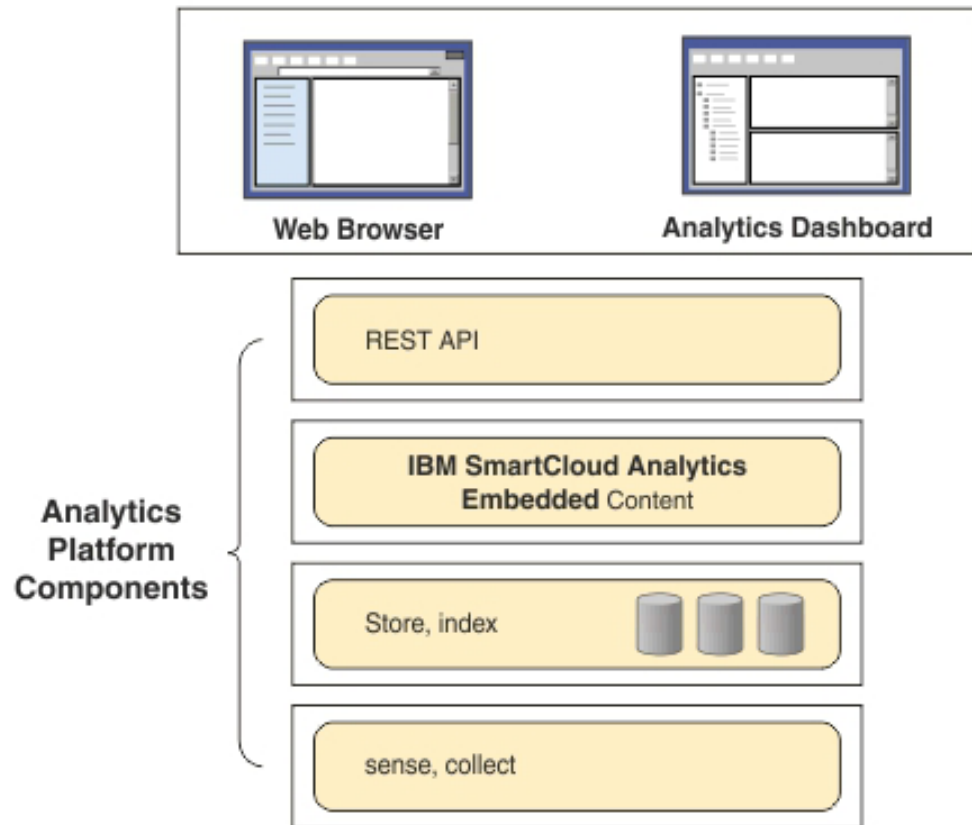 Web Browser
Analytics Dashboard
REST API
IBM SmartCloud Analytics
Embedded Content
Analytics
Platform
Components
Store, index
sense, collect